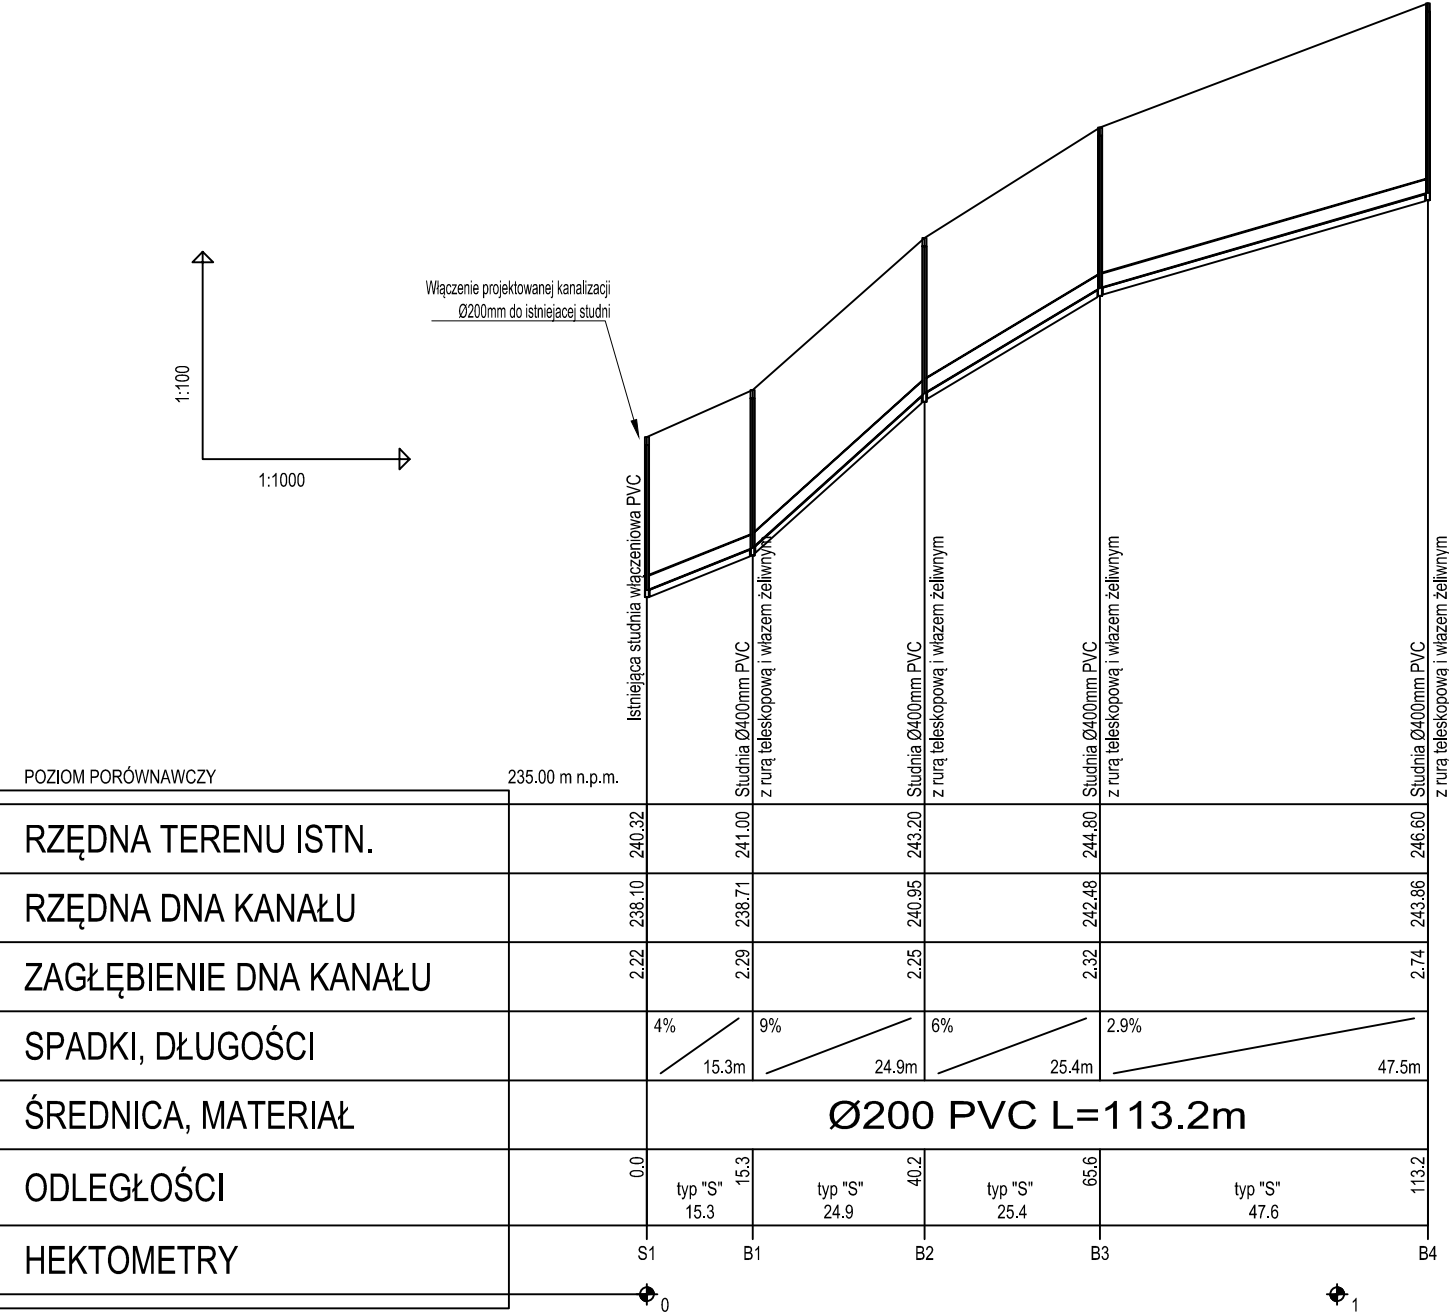 Włączenie projektowanej kanalizacji
Ø200mm do istniejacej studni
1:100
1:1000
Istniejąca studnia włączeniowa PVC
Studnia Ø400mm PVC
z rurą teleskopową i włazem żeliwnym
Studnia Ø400mm PVC
z rurą teleskopową i włazem żeliwnym
Studnia Ø400mm PVC
z rurą teleskopową i włazem żeliwnym
Studnia Ø400mm PVC
z rurą teleskopową i włazem żeliwnym
POZIOM PORÓWNAWCZY 235.00 m n.p.m.
RZĘDNA TERENU ISTN. 240.32 241.00 243.20 244.80 246.60
RZĘDNA DNA KANAŁU 238.10 238.71 240.95 242.48 243.86
ZAGŁĘBIENIE DNA KANAŁU 2.22 2.29 2.25 2.32 2.74
SPADKI, DŁUGOŚCI 4% 15.3m 9% 24.9m 6% 25.4m 2.9% 47.5m
ŚREDNICA, MATERIAŁ Ø200 PVC L=113.2m
ODLEGŁOŚCI 0.0 15.3 40.2 65.6 113.2
typ "S" typ "S" typ "S" typ "S"
15.3 24.9 25.4 47.6
HEKTOMETRY S1 B1 B2 B3 B4
0 1